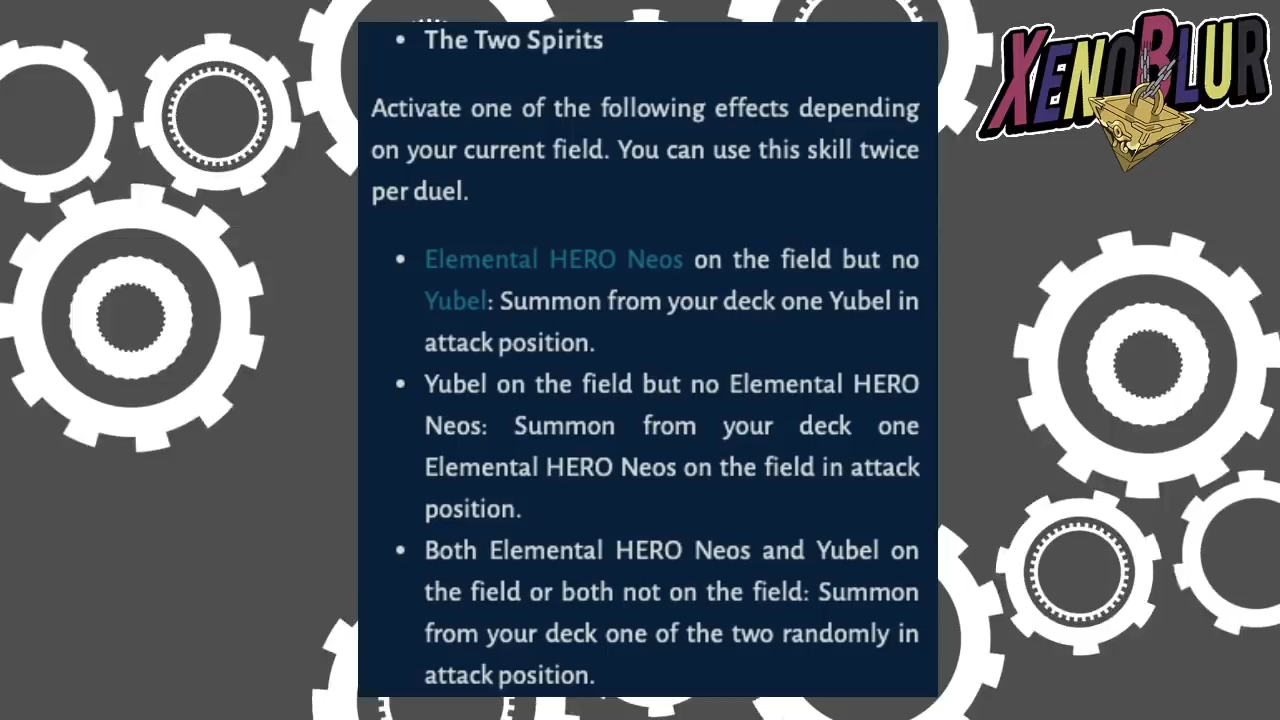 XENOBLUR
• The Two Spirits
Activate one of the following effects depending
on your current field. You can use this skill twice
per duel.
• Elemental HERO Neos on the field but no
Yubel: Summon from your deck one Yubel in
attack position.
• Yubel on the field but no Elemental HERO
Neos: Summon from your deck one
Elemental HERO Neos on the field in attack
position.
• Both Elemental HERO Neos and Yubel on
the field or both not on the field: Summon
from your deck one of the two randomly in
attack position.